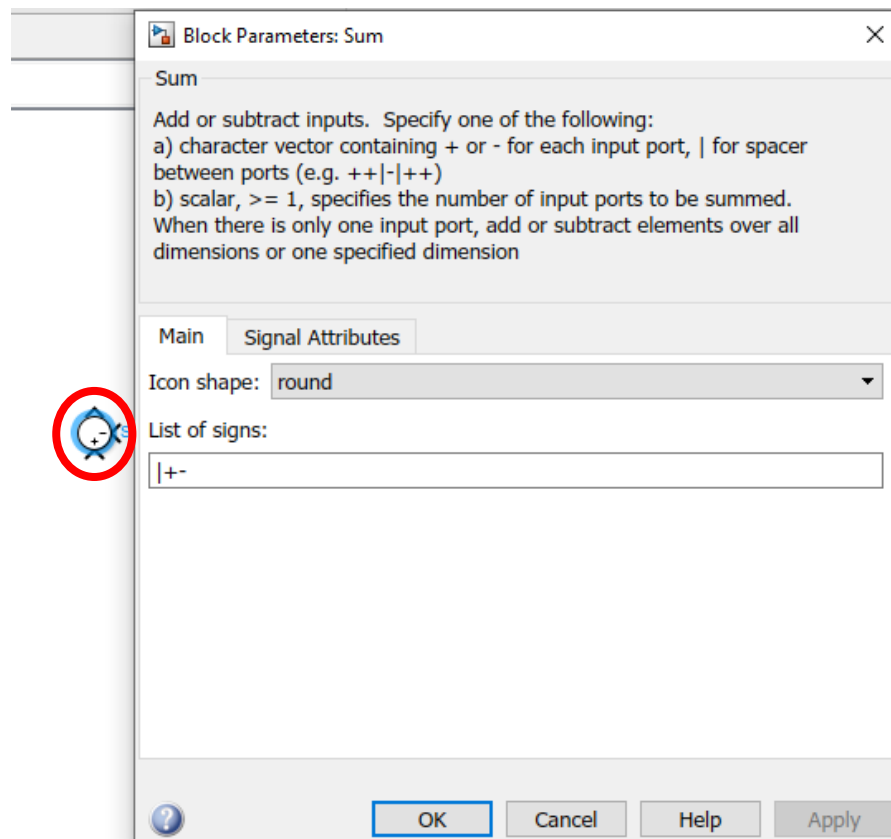 Block Parameters: Sum
Sum
Add or subtract inputs.  Specify one of the following:
a) character vector containing + or - for each input port, | for spacer
between ports (e.g. ++|-|++)
b) scalar, >= 1, specifies the number of input ports to be summed.
When there is only one input port, add or subtract elements over all
dimensions or one specified dimension
Main Signal Attributes
Icon shape: round
List of signs:
|+-
-
+
OK Cancel Help Apply